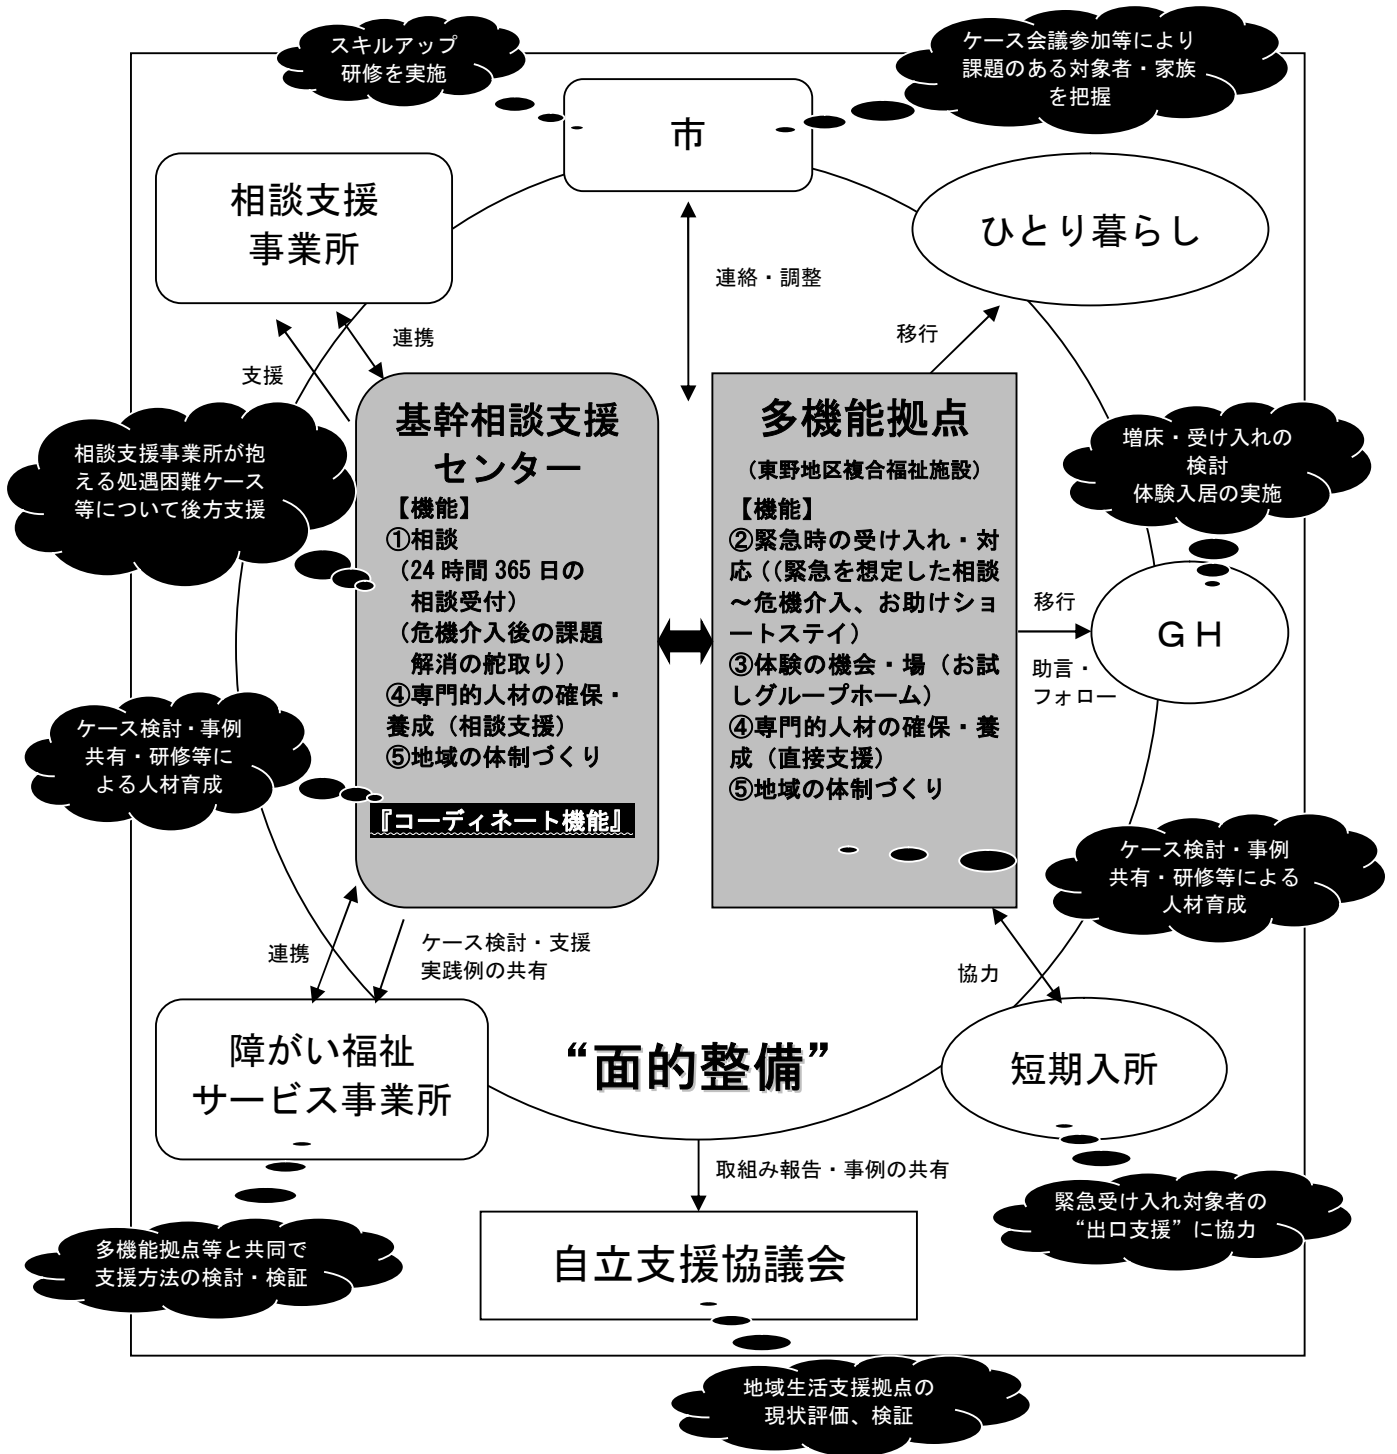 スキルアップ
研修を実施
ケース会議参加等により
課題のある対象者・家族
を把握
市
相談支援
事業所
ひとり暮らし
連絡・調整
移行
連携
支援
基幹相談支援
センター
【機能】
①相談
(24時間365日の
相談受付)
(危機介入後の課題
解消の舵取り)
④専門的人材の確保・
養成(相談支援)
⑤地域の体制づくり
『コーディネート機能』
多機能拠点
(東野地区複合福祉施設)
【機能】
②緊急時の受け入れ・対
応((緊急を想定した相談
～危機介入、お助けショ
ートステイ)
③体験の機会・場(お試
しグループホーム)
④専門的人材の確保・養
成(直接支援)
⑤地域の体制づくり
相談支援事業所が抱
える処遇困難ケース
等について後方支援
増床・受け入れの
検討
体験入居の実施
移行
助言・
フォロー
ＧＨ
ケース検討・事例
共有・研修等に
よる人材育成
ケース検討・事例
共有・研修等による
人材育成
連携
ケース検討・支援
実践例の共有
協力
障がい福祉
サービス事業所
“面的整備”
短期入所
取組み報告・事例の共有
緊急受け入れ対象者の
“出口支援”に協力
多機能拠点等と共同で
支援方法の検討・検証
自立支援協議会
地域生活支援拠点の
現状評価、検証